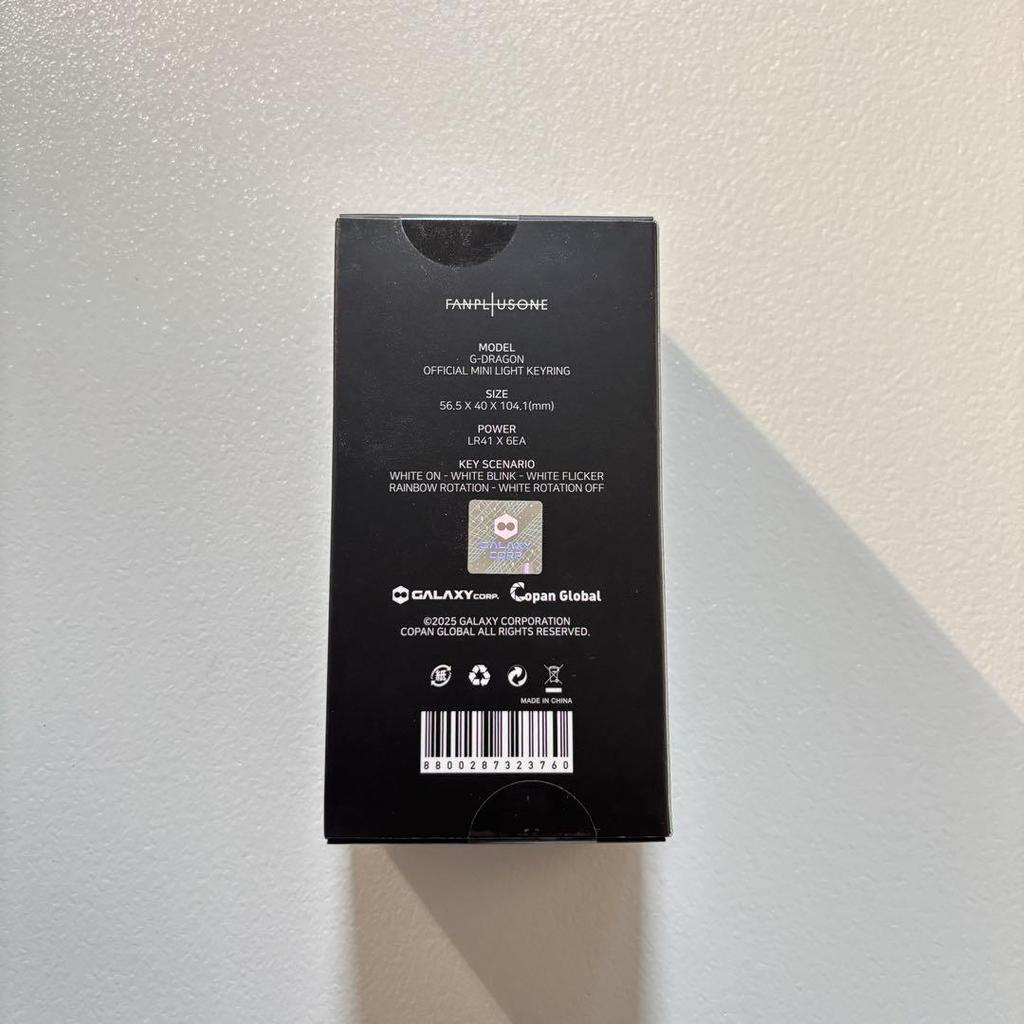 FANPLUSONE
MODEL
G-DRAGON
OFFICIAL MINI LIGHT KEYRING
SIZE
56.5 X 40 X 104.1(mm)
POWER
LR41 X 6EA
KEY SCENARIO
WHITE ON - WHITE BLINK - WHITE FLICKER
RAINBOW ROTATION - WHITE ROTATION OFF
GALAXY
CORP.
GALAXY CORP. Copan Global
©2025 GALAXY CORPORATION
COPAN GLOBAL ALL RIGHTS RESERVED.
紙
MADE IN CHINA
8800287323760